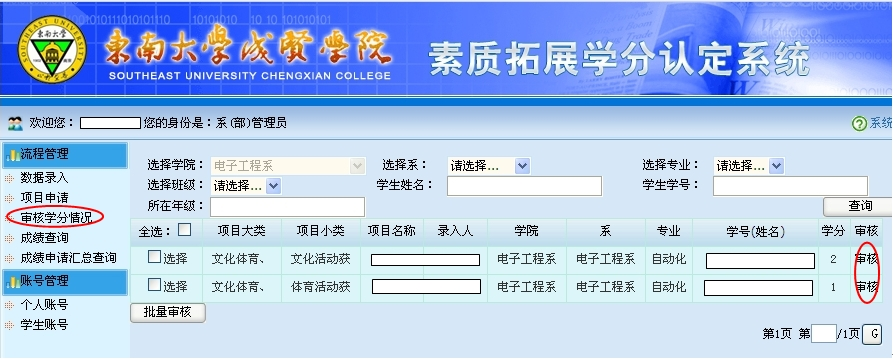 东南大学成贤学院
SOUTHEAST UNIVERSITY CHENGXIAN COLLEGE
素质拓展学分认定系统
欢迎您： 您的身份是：系(部)管理员 系统
流程管理
数据录入
项目申请
审核学分情况
成绩查询
成绩申请汇总查询
账号管理
个人账号
学生账号
选择学院： 电子工程系 选择系： 请选择... 选择专业： 请选择...
选择班级： 请选择... 学生姓名： 学生学号：
所在年级： 查询
全选： 项目大类 项目小类 项目名称 录入人 学院 系 专业 学号(姓名) 学分 审核
选择 文化体育、 文化活动获 电子工程系 电子工程系 自动化 2 审核
选择 文化体育、 体育活动获 电子工程系 电子工程系 自动化 1 审核
批量审核
第1页 第 /1页 G